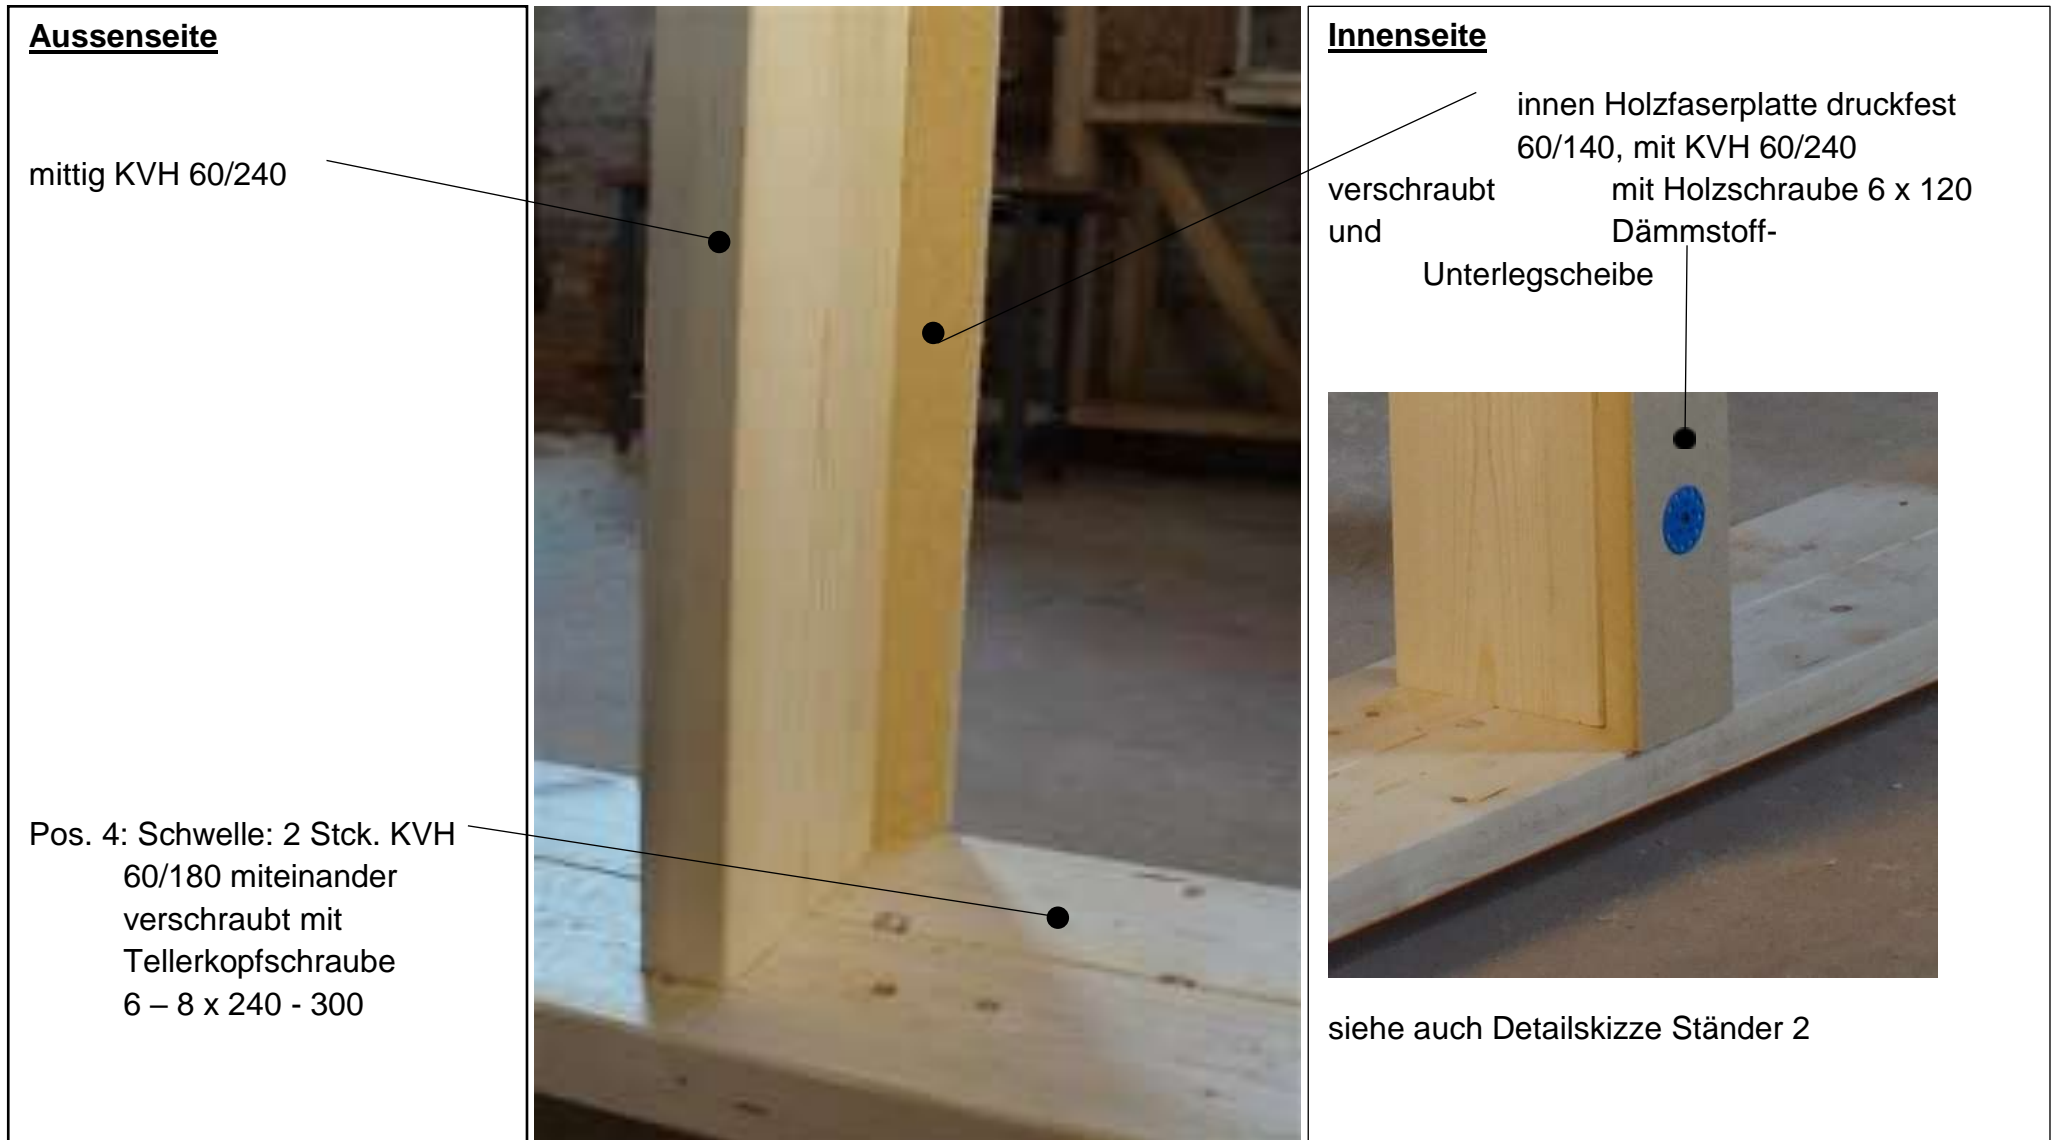 Aussenseite
mittig KVH 60/240
Pos. 4: Schwelle: 2 Stck. KVH
60/180 miteinander
verschraubt mit
Tellerkopfschraube
6 – 8 x 240 - 300
Innenseite
innen Holzfaserplatte druckfest
60/140, mit KVH 60/240
verschraubt mit Holzschraube 6 x 120
und Dämmstoff-
Unterlegscheibe
siehe auch Detailskizze Ständer 2